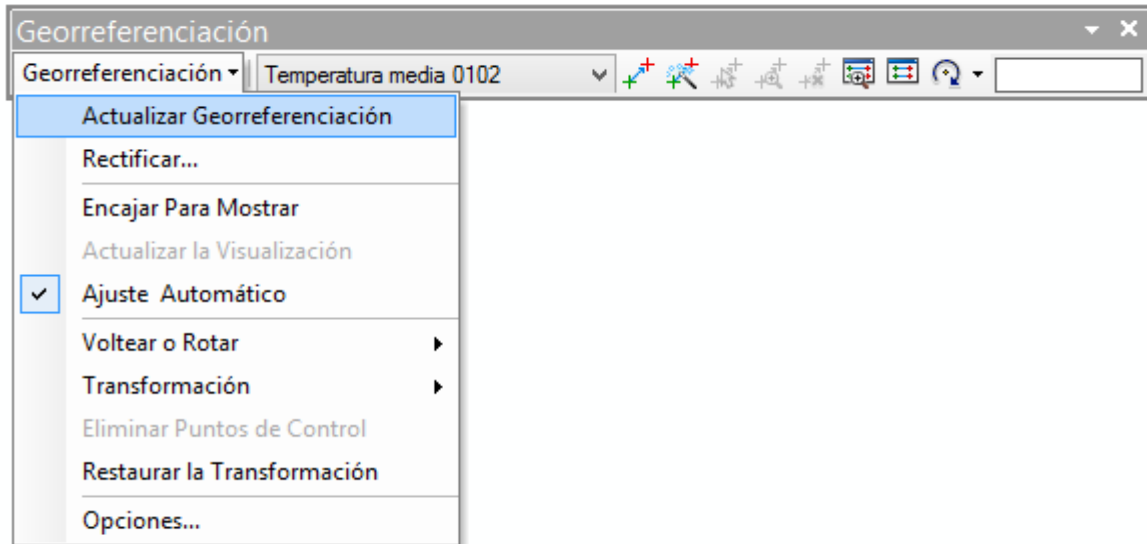 Georreferenciación
Georreferenciación Temperatura media 0102
Actualizar Georreferenciación
Rectificar...
Encajar Para Mostrar
Actualizar la Visualización
Ajuste Automático
Voltear o Rotar
Transformación
Eliminar Puntos de Control
Restaurar la Transformación
Opciones...